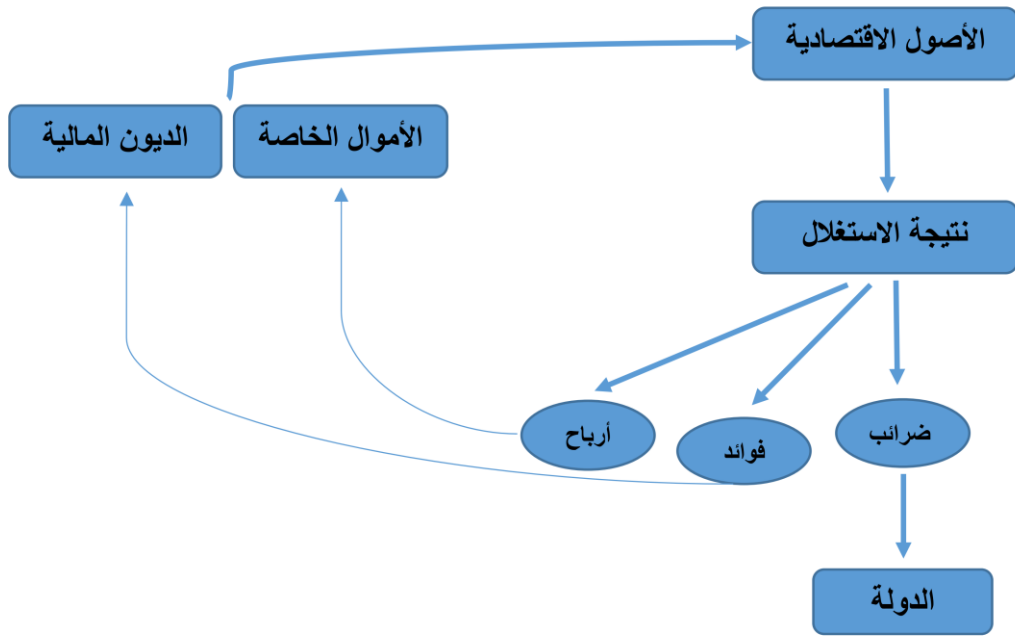 الأصول الاقتصادية
الأموال الخاصة
الديون المالية
نتيجة الاستغلال
ضرائب
فوائد
أرباح
الدولة